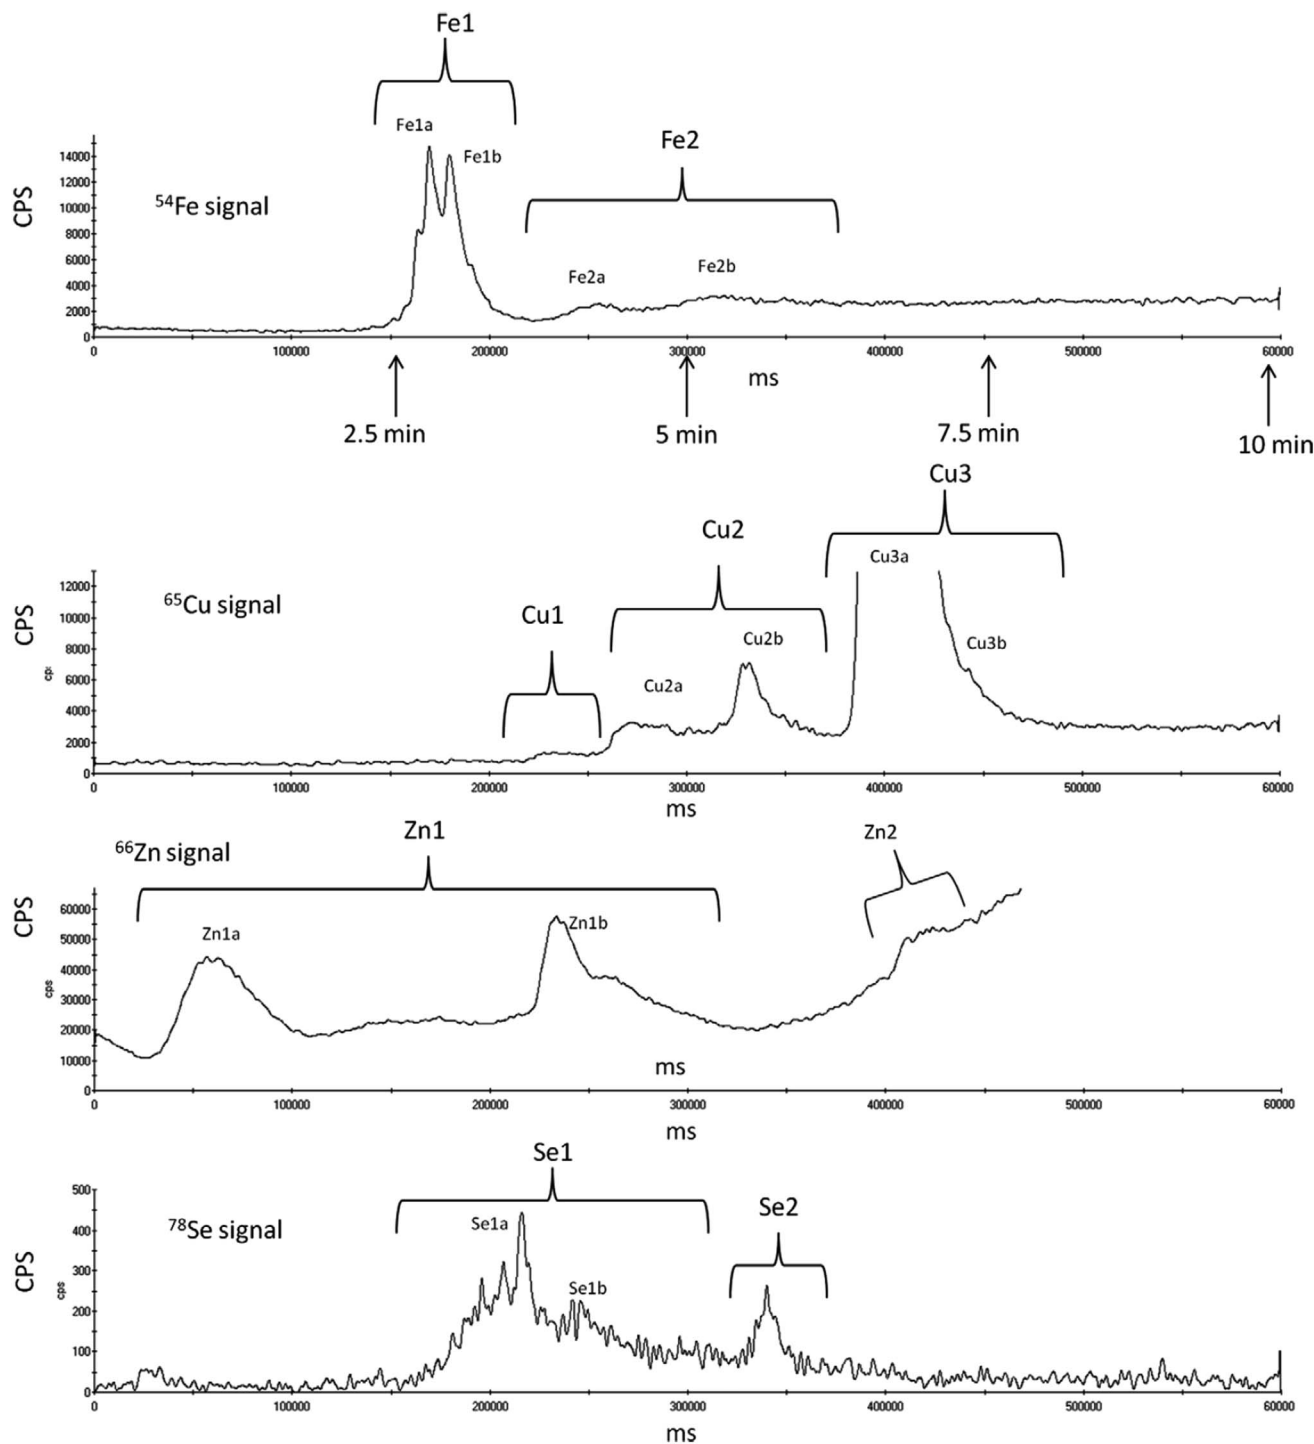 Fe1
Fe1a
Fe1b
Fe2
Fe2a
Fe2b
54Fe signal
CPS
14000
12000
10000
8000
6000
4000
2000
0
0 100000 200000 300000 400000 500000 60000
ms
2.5 min 5 min 7.5 min 10 min
Cu3
Cu2
Cu1
Cu3a
Cu2b
Cu3b
Cu2a
65Cu signal
CPS
cp:
12000
10000
8000
6000
4000
2000
0
0 100000 200000 300000 400000 500000 60000
ms
Zn1
Zn2
66Zn signal
Zn1a
Zn1b
CPS
cps
60000
50000
40000
30000
20000
10000
0
ms
0 100000 200000 300000 400000 500000 60000
ms
Se1
Se2
78Se signal
Se1a
Se1b
CPS
cps
500
400
300
200
100
0
0 100000 200000 300000 400000 500000 60000
ms